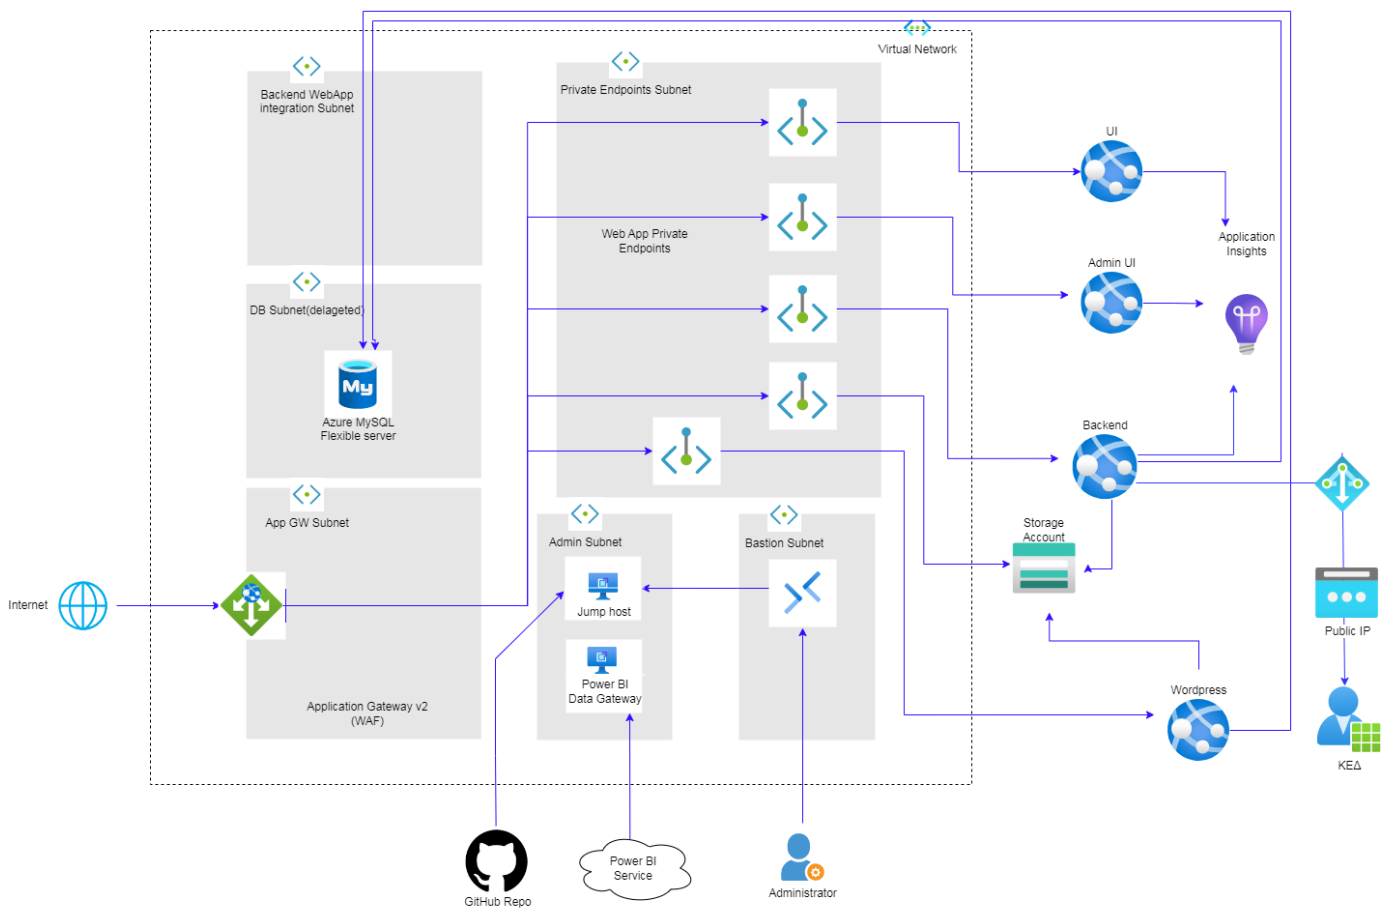 Virtual Network
Backend WebApp
integration Subnet
Private Endpoints Subnet
UI
Web App Private
Endpoints
Application
Insights
Admin UI
DB Subnet(delageted)
My
Azure MySQL
Flexible server
Backend
App GW Subnet
Admin Subnet
Bastion Subnet
Storage
Account
Internet
Jump host
Public IP
Power BI
Data Gateway
Wordpress
Application Gateway v2
(WAF)
ΚΕΔ
Power BI
Service
Administrator
GitHub Repo